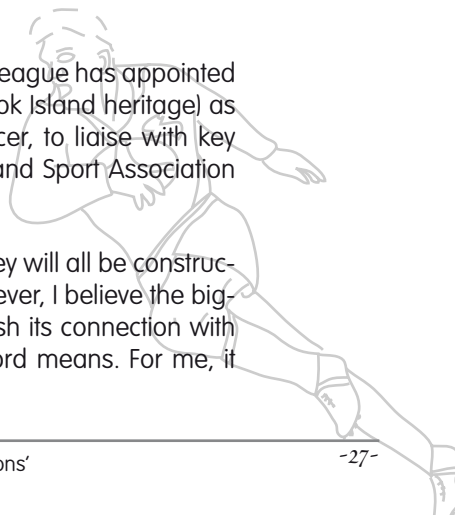 eague has appointed
ok Island heritage) as
cer, to liaise with key
and Sport Association
ey will all be construc-
ever, I believe the big-
sh its connection with
ord means. For me, it
ons'
-27-